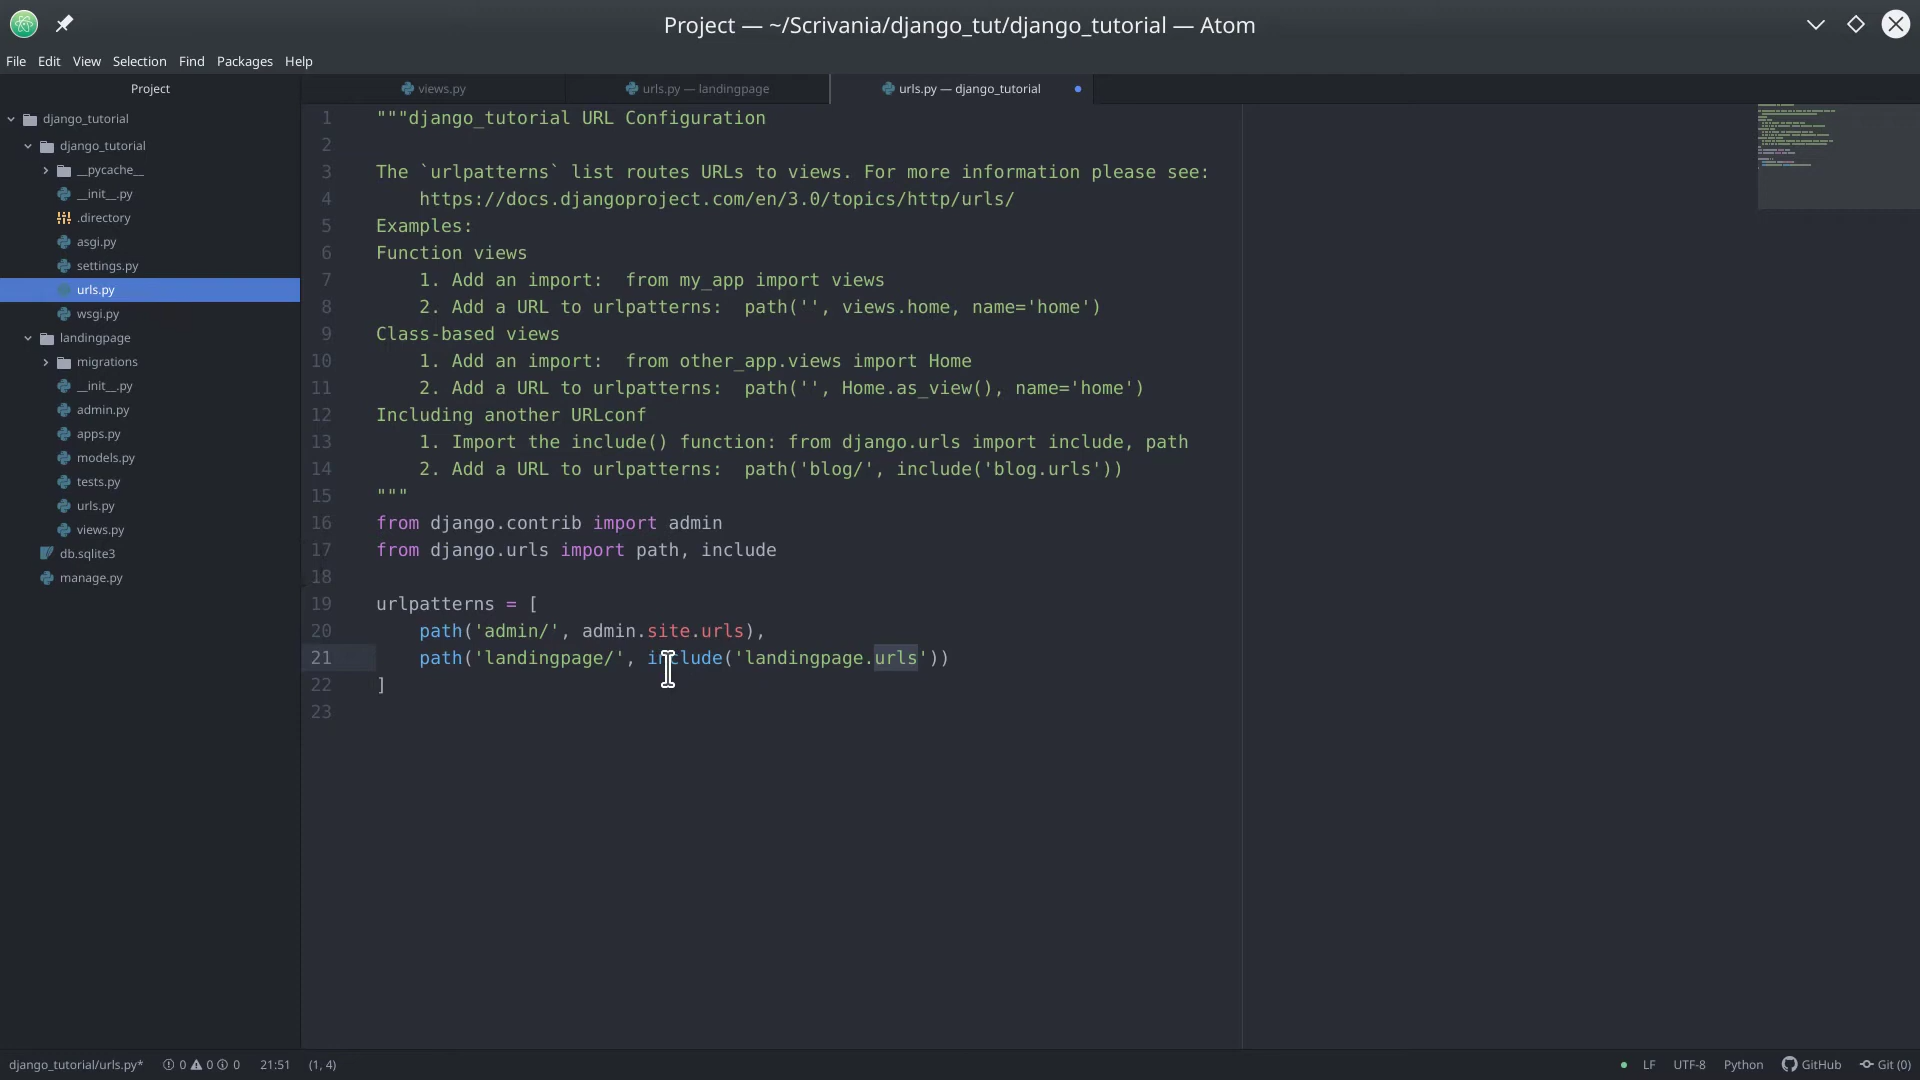 Project — ~/Scrivania/django_tut/django_tutorial — Atom
File Edit View Selection Find Packages Help
Project
views.py
urls.py — landingpage
urls.py — django_tutorial
django_tutorial
django_tutorial
__pycache__
__init__.py
.directory
asgi.py
settings.py
urls.py
wsgi.py
landingpage
migrations
__init__.py
admin.py
apps.py
models.py
tests.py
urls.py
views.py
db.sqlite3
manage.py
1 """django_tutorial URL Configuration
2
3 The `urlpatterns` list routes URLs to views. For more information please see:
4     https://docs.djangoproject.com/en/3.0/topics/http/urls/
5 Examples:
6 Function views
7     1. Add an import:  from my_app import views
8     2. Add a URL to urlpatterns:  path('', views.home, name='home')
9 Class-based views
10     1. Add an import:  from other_app.views import Home
11     2. Add a URL to urlpatterns:  path('', Home.as_view(), name='home')
12 Including another URLconf
13     1. Import the include() function: from django.urls import include, path
14     2. Add a URL to urlpatterns:  path('blog/', include('blog.urls'))
15 """
16 from django.contrib import admin
17 from django.urls import path, include
18
19 urlpatterns = [
20     path('admin/', admin.site.urls),
21     path('landingpage/', include('landingpage.urls'))
22 ]
23
django_tutorial/urls.py* 0 0 0 21:51 (1, 4) LF UTF-8 Python GitHub Git (0)